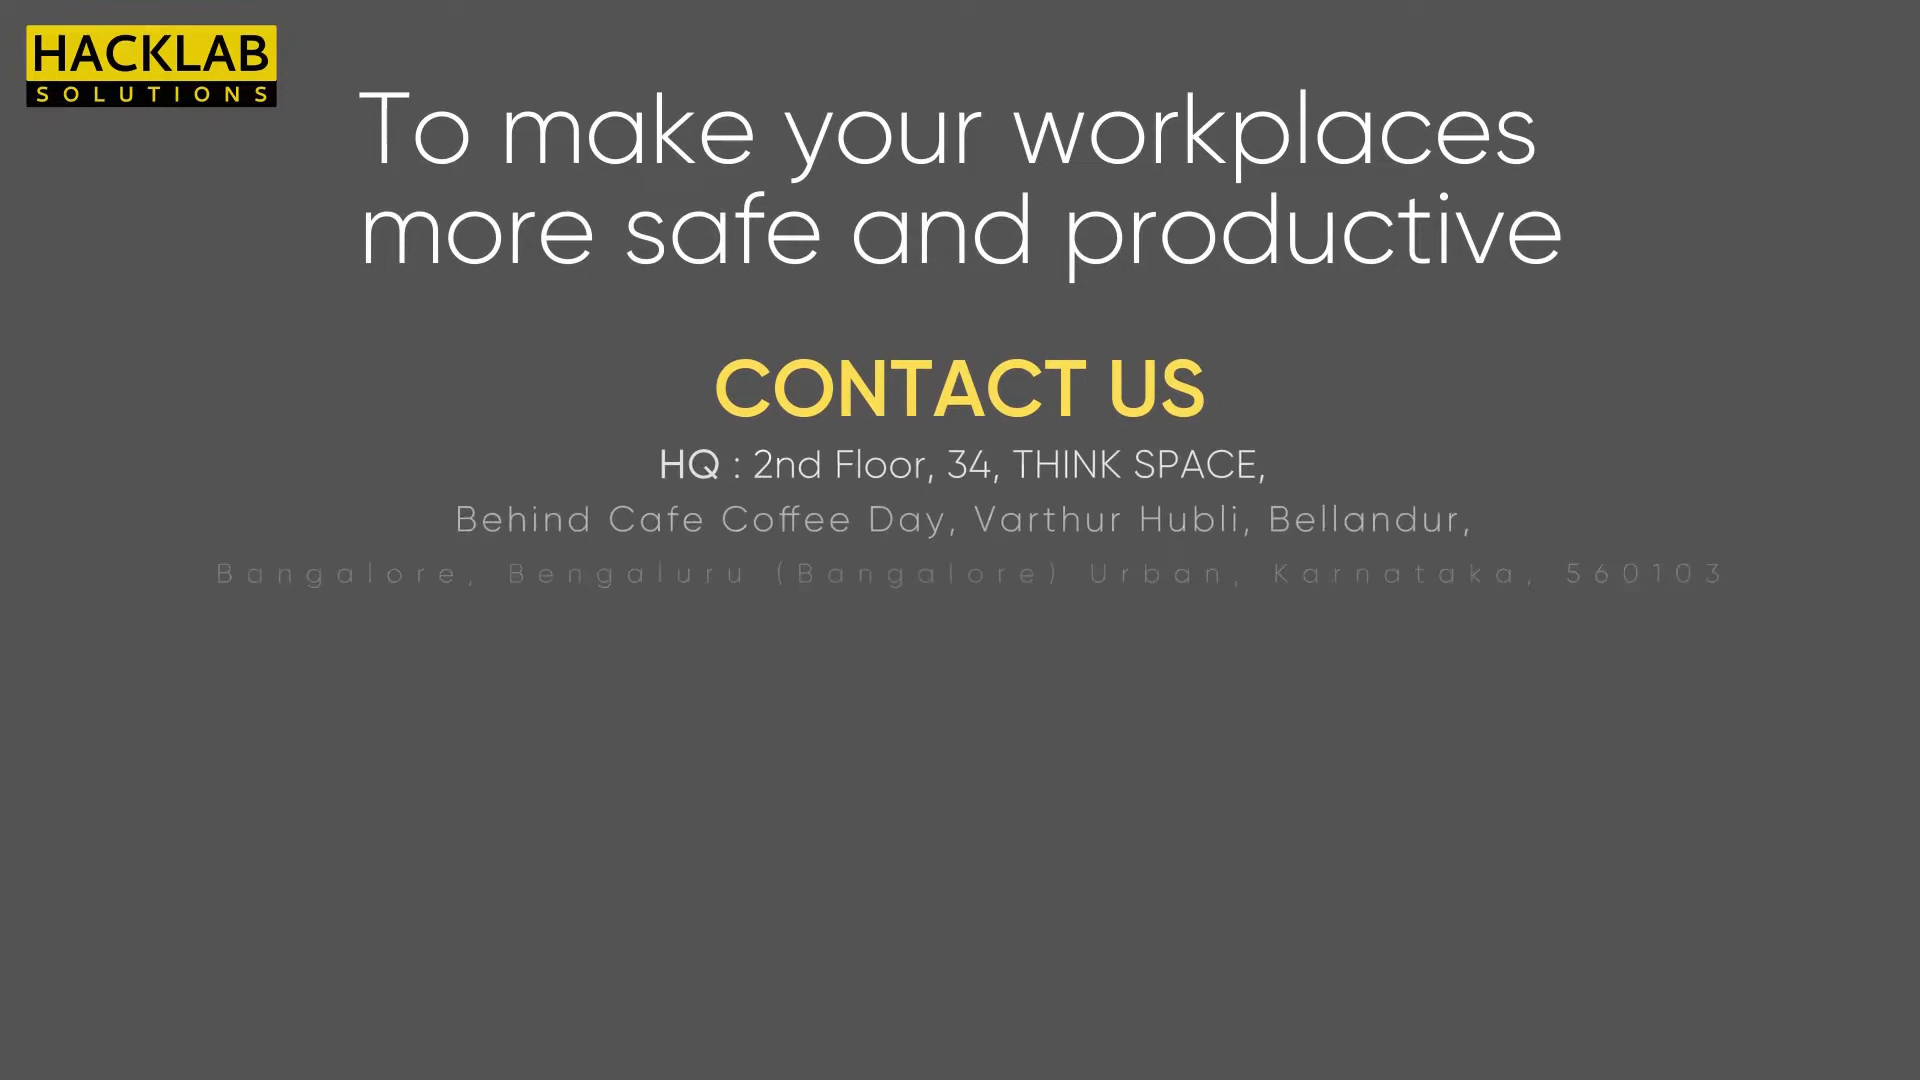 HACKLAB
SOLUTIONS
To make your workplaces
more safe and productive
CONTACT US
HQ : 2nd Floor, 34, THINK SPACE,
Behind Cafe Coffee Day, Varthur Hubli, Bellandur,
Bangalore, Bengaluru (Bangalore) Urban, Karnataka, 560103